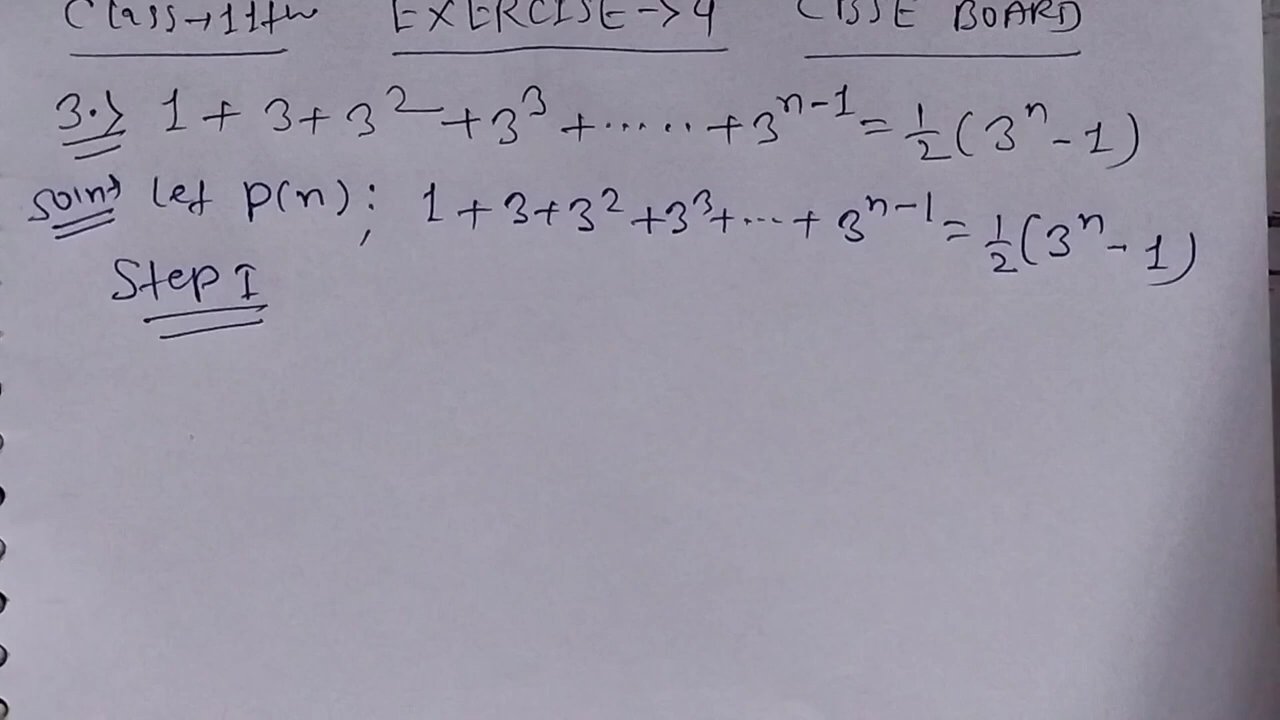 Class→11th EXERCISE→4 CBSE BOARD
3.> 1 + 3 + 3² + 3³ + ..... + 3ⁿ⁻¹ = 1/2 (3ⁿ - 1)
Soln> Let P(n); 1 + 3 + 3² + 3³ + ... + 3ⁿ⁻¹ = 1/2 (3ⁿ - 1)
Step I